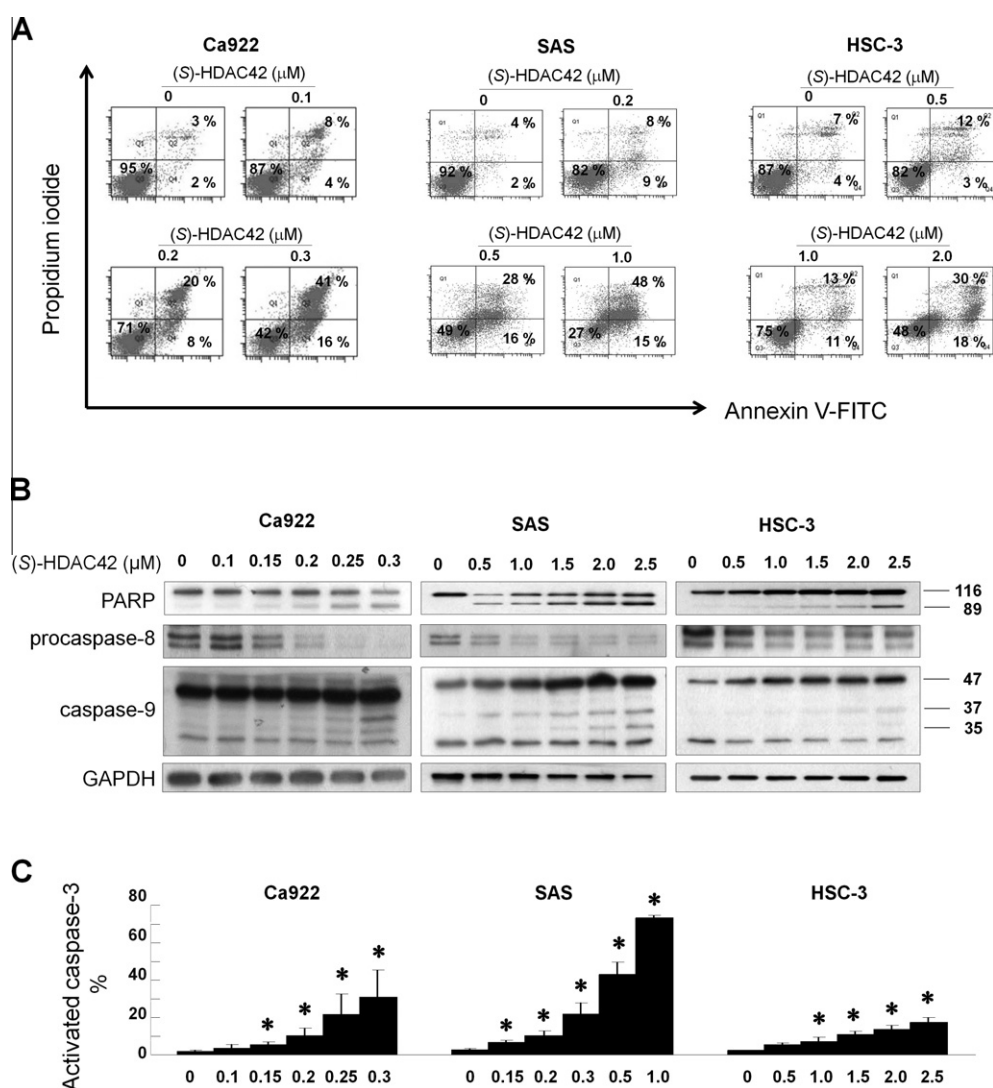 A
Ca922 SAS HSC-3
(S)-HDAC42 (μM) (S)-HDAC42 (μM) (S)-HDAC42 (μM)
0 0.1 0 0.2 0 0.5
3 % 8 % 4 % 8 % 7 % 12 %
95 % 87 % 92 % 82 % 87 % 82 %
2 % 4 % 2 % 9 % 4 % 3 %
(S)-HDAC42 (μM) (S)-HDAC42 (μM) (S)-HDAC42 (μM)
0.2 0.3 0.5 1.0 1.0 2.0
20 % 41 % 28 % 48 % 13 % 30 %
71 % 42 % 49 % 27 % 75 % 48 %
8 % 16 % 16 % 15 % 11 % 18 %
Propidium iodide
Annexin V-FITC
B
Ca922 SAS HSC-3
(S)-HDAC42 (μM) 0 0.1 0.15 0.2 0.25 0.3 0 0.5 1.0 1.5 2.0 2.5 0 0.5 1.0 1.5 2.0 2.5
PARP 116
89
procaspase-8
caspase-9 47
37
35
GAPDH
C
Ca922 SAS HSC-3
Activated caspase-3
%
80
60
40
20
0
* * * * * * * * * * * * *
0 0.1 0.15 0.2 0.25 0.3 0 0.15 0.2 0.3 0.5 1.0 0 0.5 1.0 1.5 2.0 2.5